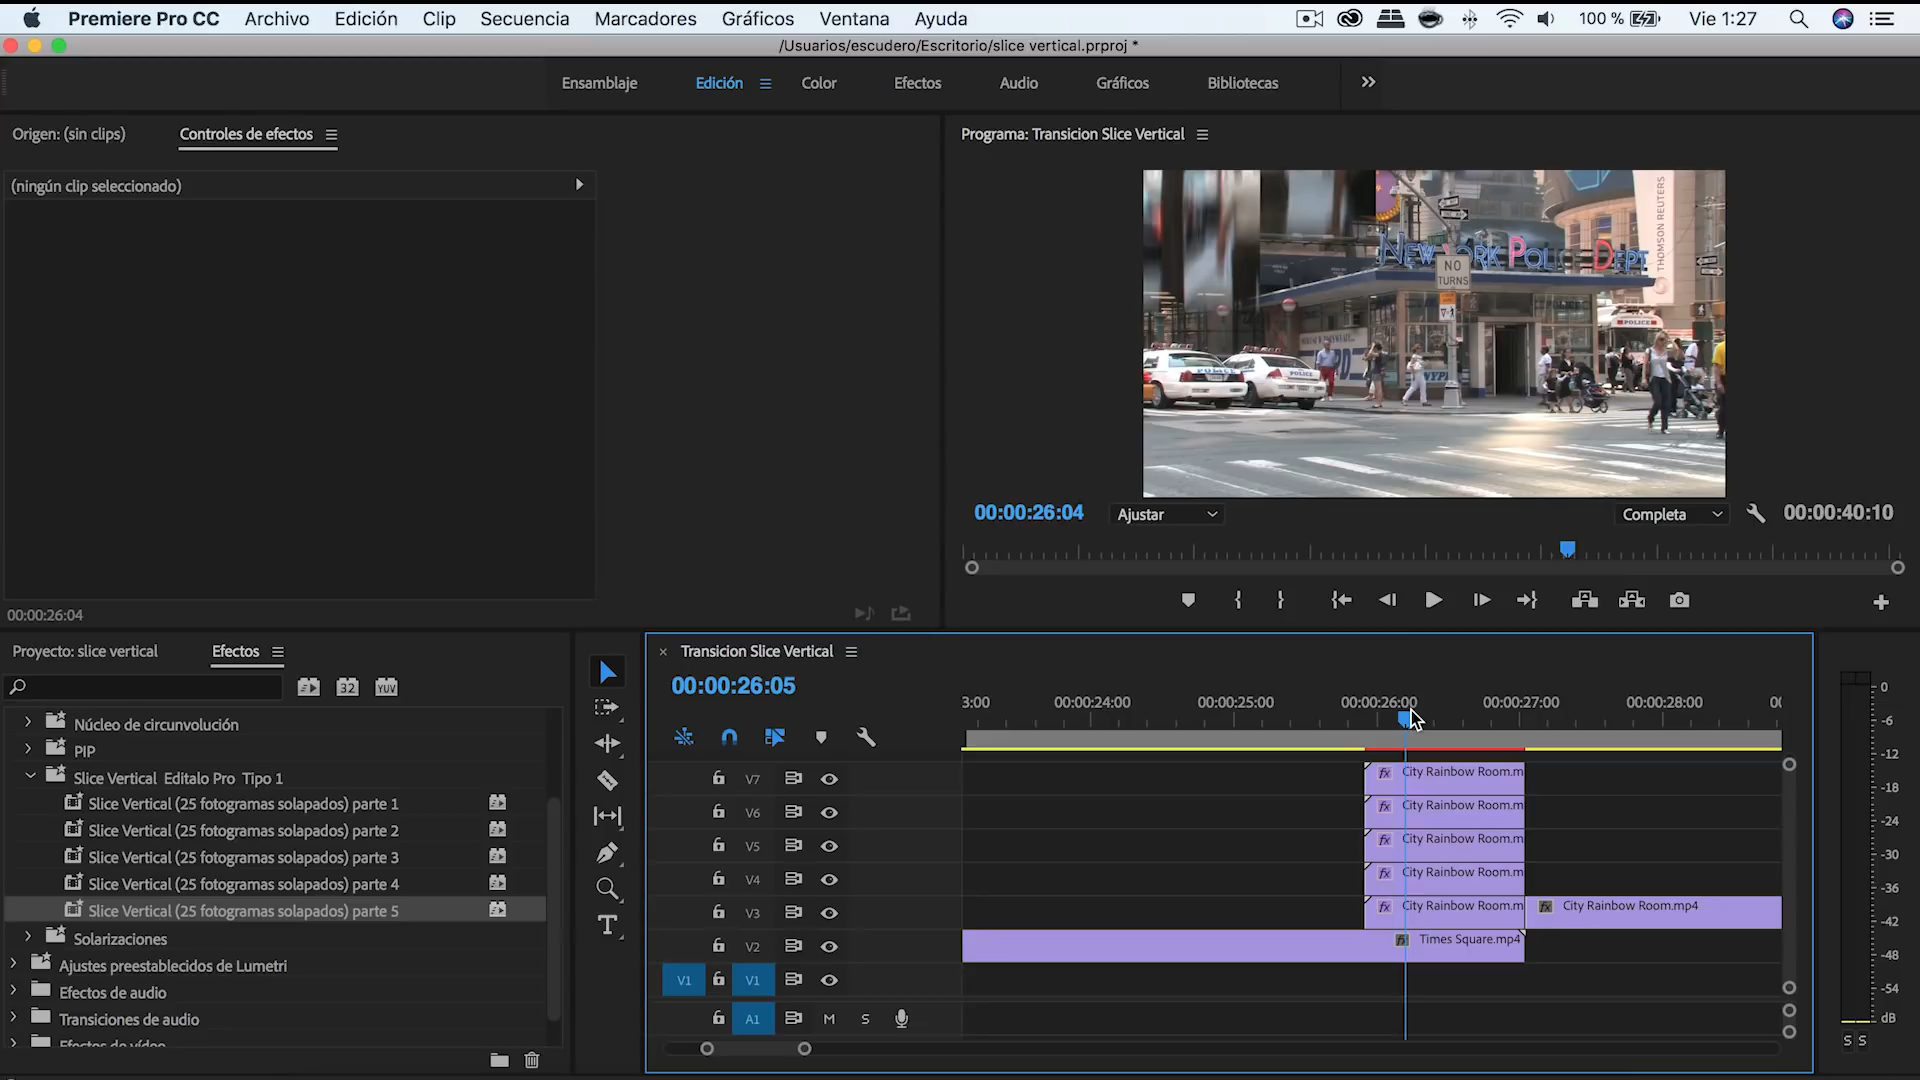 Premiere Pro CC Archivo Edición Clip Secuencia Marcadores Gráficos Ventana Ayuda 100 % Vie 1:27
/Usuarios/escudero/Escritorio/slice vertical.prproj *
Ensamblaje Edición Color Efectos Audio Gráficos Bibliotecas
Origen: (sin clips) Controles de efectos
(ningún clip seleccionado)
00:00:26:04
Programa: Transicion Slice Vertical
THOMSON REUTERS
NO
TURNS
POLICE
POLICE
00:00:26:04 Ajustar Completa 00:00:40:10
Proyecto: slice vertical Efectos
32 YUV
Núcleo de circunvolución
PIP
Slice Vertical Editalo Pro Tipo 1
Slice Vertical (25 fotogramas solapados) parte 1
Slice Vertical (25 fotogramas solapados) parte 2
Slice Vertical (25 fotogramas solapados) parte 3
Slice Vertical (25 fotogramas solapados) parte 4
Slice Vertical (25 fotogramas solapados) parte 5
Solarizaciones
Ajustes preestablecidos de Lumetri
Efectos de audio
Transiciones de audio
Efectos de vídeo
Transicion Slice Vertical
00:00:26:05
3:00 00:00:24:00 00:00:25:00 00:00:26:00 00:00:27:00 00:00:28:00 00
V7 fx City Rainbow Room.m
V6 fx City Rainbow Room.m
V5 fx City Rainbow Room.m
V4 fx City Rainbow Room.m
V3 fx City Rainbow Room.m fx City Rainbow Room.mp4
V2 fx Times Square.mp4
V1 V1
A1 M S
0
-6
-12
-18
-24
-30
-36
-42
-48
-54
dB
S S